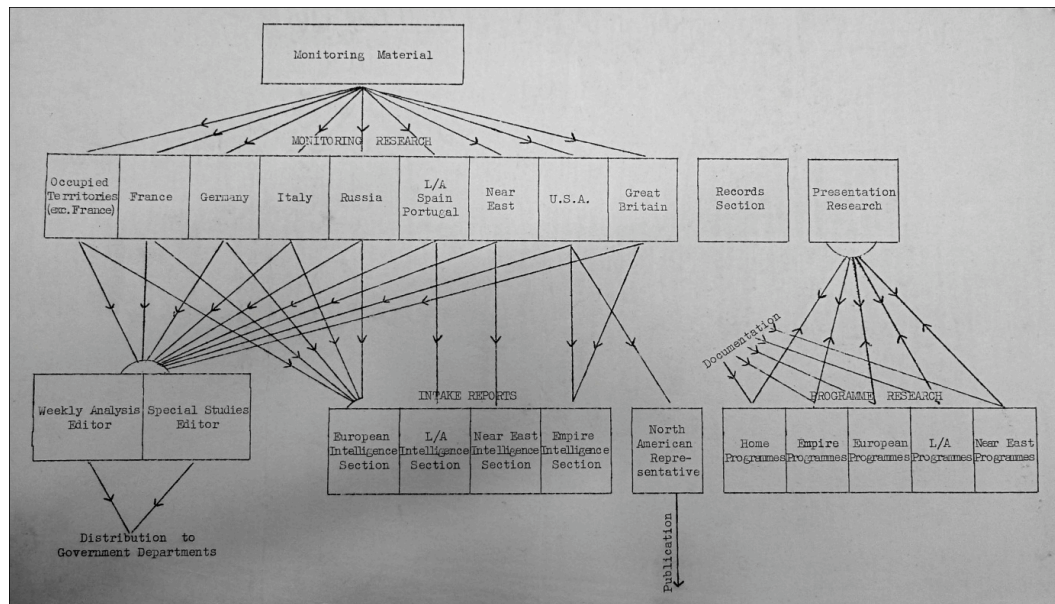 Monitoring Material
MONITORING RESEARCH
Occupied
Territories
(exc. France)
France
Germany
Italy
Russia
L/A
Spain
Portugal
Near
East
U.S.A.
Great
Britain
Records
Section
Presentation
Research
Documentation
Weekly Analysis
Editor
Special Studies
Editor
INTAKE REPORTS
PROGRAMME RESEARCH
European
Intelligence
Section
L/A
Intelligence
Section
Near East
Intelligence
Section
Empire
Intelligence
Section
North
American
Repre-
sentative
Home
Programmes
Empire
Programmes
European
Programmes
L/A
Programmes
Near East
Programmes
Distribution to
Government Departments
Publication